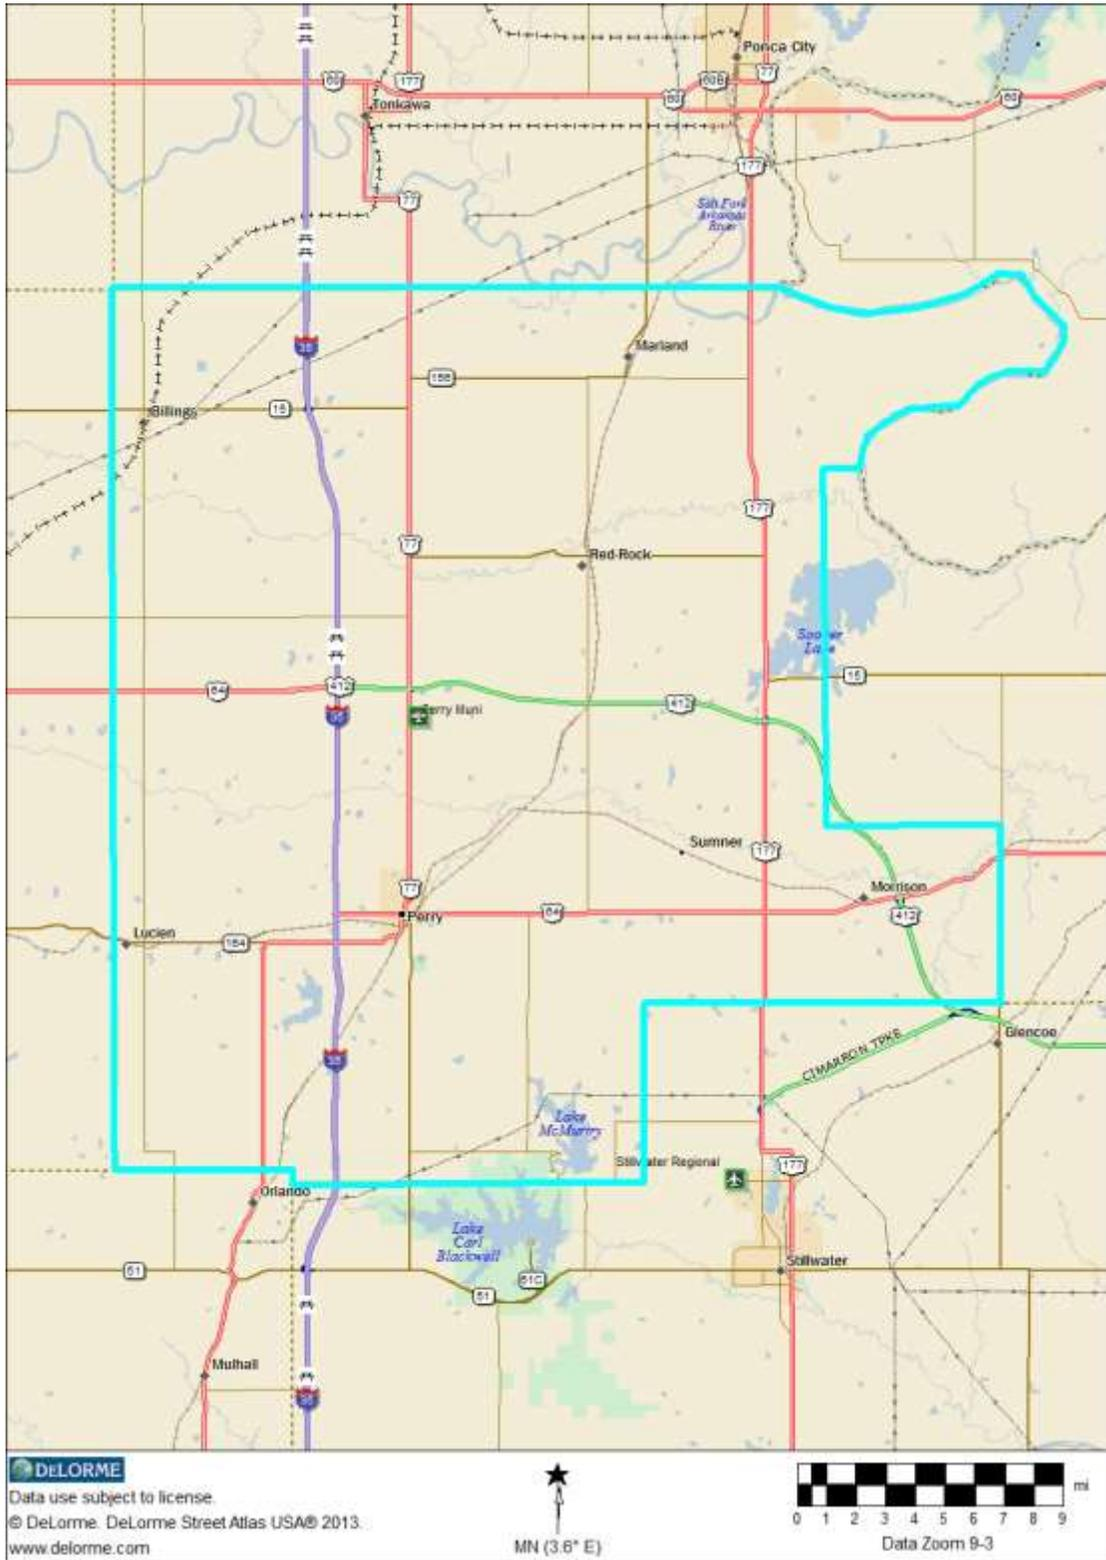 Ponca City
60
177
60B
77
60
60
Tonkawa
177
77
Salt Fork
Arkansas
River
35
Marland
156
15
Billings
177
77
Red Rock
Sooner
Lake
15
64
412
412
35
Perry Muni
Sumner
177
77
Morrison
64
412
Perry
Lucien
164
Glencoe
35
CIMARRON TPKE
Lake
McMurtry
Stillwater Regional
177
Orlando
Lake
Carl
Blackwell
51
51C
51
Stillwater
Mulhall
35
DELORME
Data use subject to license.
© DeLorme. DeLorme Street Atlas USA® 2013.
www.delorme.com
MN (3.6° E)
mi
0 1 2 3 4 5 6 7 8 9
Data Zoom 9-3